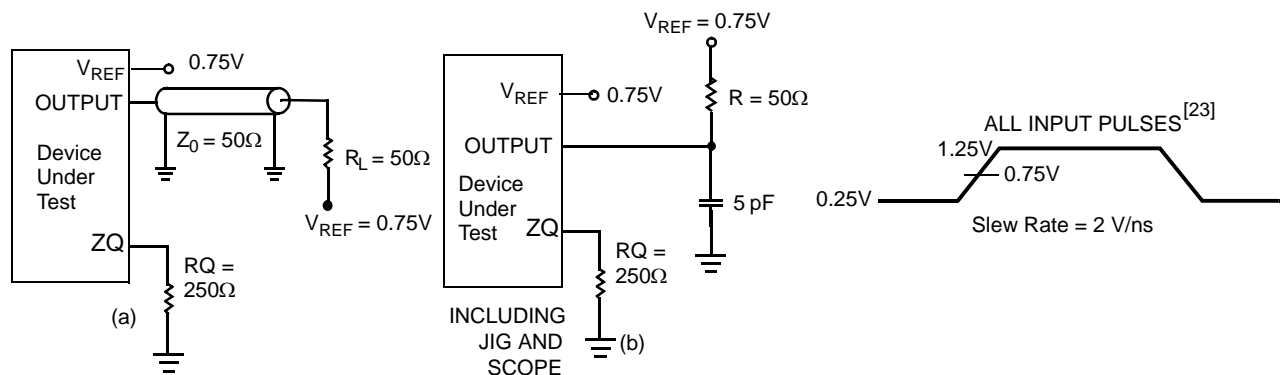 V_REF
0.75V
OUTPUT
Z_0 = 50Ω
Device
Under
Test
R_L = 50Ω
V_REF = 0.75V
ZQ
RQ =
250Ω
(a)
V_REF = 0.75V
R = 50Ω
V_REF
0.75V
OUTPUT
Device
Under
Test
5 pF
ZQ
RQ =
250Ω
INCLUDING
JIG AND
SCOPE
(b)
ALL INPUT PULSES[23]
1.25V
0.75V
0.25V
Slew Rate = 2 V/ns